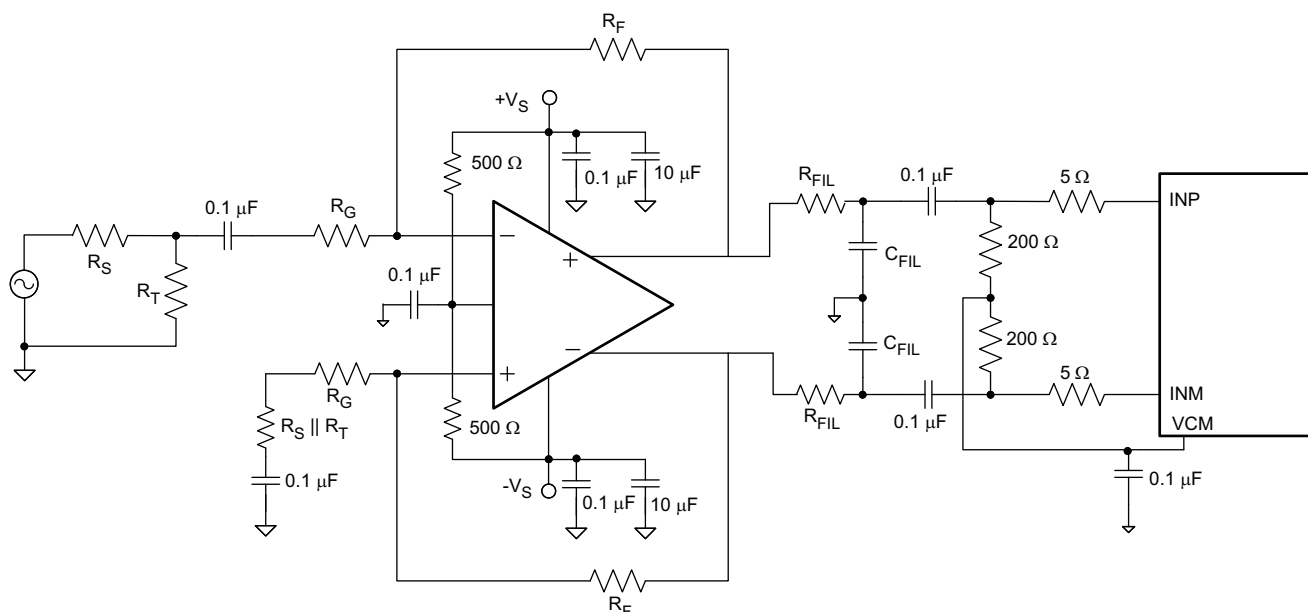 R_F
+V_S
500 Ω
0.1 µF
10 µF
0.1 µF
R_G
R_S
R_T
0.1 µF
R_FIL
0.1 µF
5 Ω
INP
C_FIL
200 Ω
C_FIL
200 Ω
5 Ω
INM
VCM
R_FIL
0.1 µF
0.1 µF
R_G
R_S || R_T
0.1 µF
500 Ω
-V_S
0.1 µF
10 µF
R_F
−
+
−
+